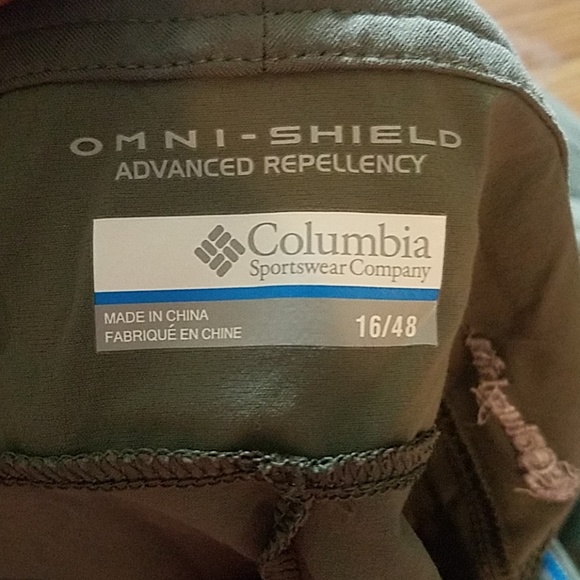 OMNI-SHIELD
ADVANCED REPELLENCY
Columbia
Sportswear Company
MADE IN CHINA
FABRIQUÉ EN CHINE
16/48